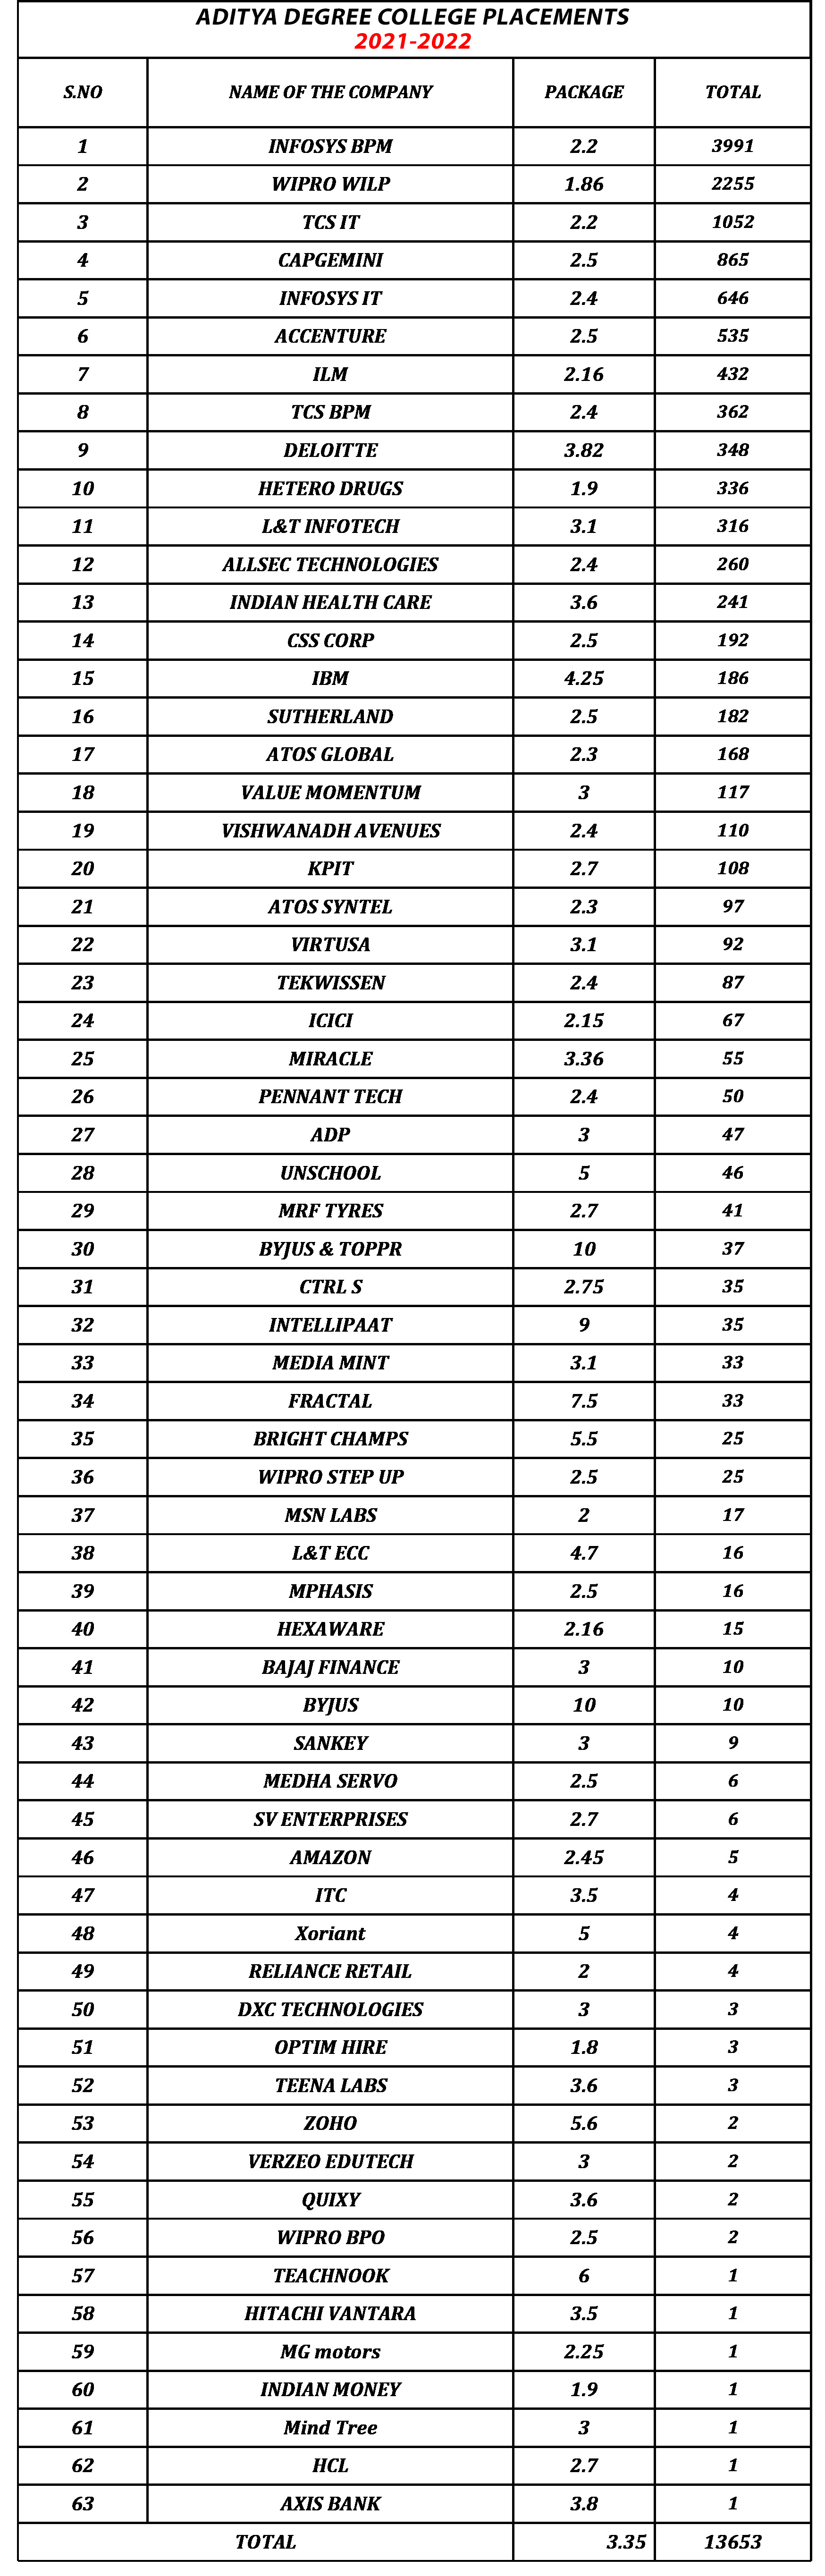 ADITYA DEGREE COLLEGE PLACEMENTS
2021-2022
S.NO NAME OF THE COMPANY PACKAGE TOTAL
1 INFOSYS BPM 2.2 3991
2 WIPRO WILP 1.86 2255
3 TCS IT 2.2 1052
4 CAPGEMINI 2.5 865
5 INFOSYS IT 2.4 646
6 ACCENTURE 2.5 535
7 ILM 2.16 432
8 TCS BPM 2.4 362
9 DELOITTE 3.82 348
10 HETERO DRUGS 1.9 336
11 L&T INFOTECH 3.1 316
12 ALLSEC TECHNOLOGIES 2.4 260
13 INDIAN HEALTH CARE 3.6 241
14 CSS CORP 2.5 192
15 IBM 4.25 186
16 SUTHERLAND 2.5 182
17 ATOS GLOBAL 2.3 168
18 VALUE MOMENTUM 3 117
19 VISHWANADH AVENUES 2.4 110
20 KPIT 2.7 108
21 ATOS SYNTEL 2.3 97
22 VIRTUSA 3.1 92
23 TEKWISSEN 2.4 87
24 ICICI 2.15 67
25 MIRACLE 3.36 55
26 PENNANT TECH 2.4 50
27 ADP 3 47
28 UNSCHOOL 5 46
29 MRF TYRES 2.7 41
30 BYJUS & TOPPR 10 37
31 CTRL S 2.75 35
32 INTELLIPAAT 9 35
33 MEDIA MINT 3.1 33
34 FRACTAL 7.5 33
35 BRIGHT CHAMPS 5.5 25
36 WIPRO STEP UP 2.5 25
37 MSN LABS 2 17
38 L&T ECC 4.7 16
39 MPHASIS 2.5 16
40 HEXAWARE 2.16 15
41 BAJAJ FINANCE 3 10
42 BYJUS 10 10
43 SANKEY 3 9
44 MEDHA SERVO 2.5 6
45 SV ENTERPRISES 2.7 6
46 AMAZON 2.45 5
47 ITC 3.5 4
48 Xoriant 5 4
49 RELIANCE RETAIL 2 4
50 DXC TECHNOLOGIES 3 3
51 OPTIM HIRE 1.8 3
52 TEENA LABS 3.6 3
53 ZOHO 5.6 2
54 VERZEO EDUTECH 3 2
55 QUIXY 3.6 2
56 WIPRO BPO 2.5 2
57 TEACHNOOK 6 1
58 HITACHI VANTARA 3.5 1
59 MG motors 2.25 1
60 INDIAN MONEY 1.9 1
61 Mind Tree 3 1
62 HCL 2.7 1
63 AXIS BANK 3.8 1
TOTAL 3.35 13653